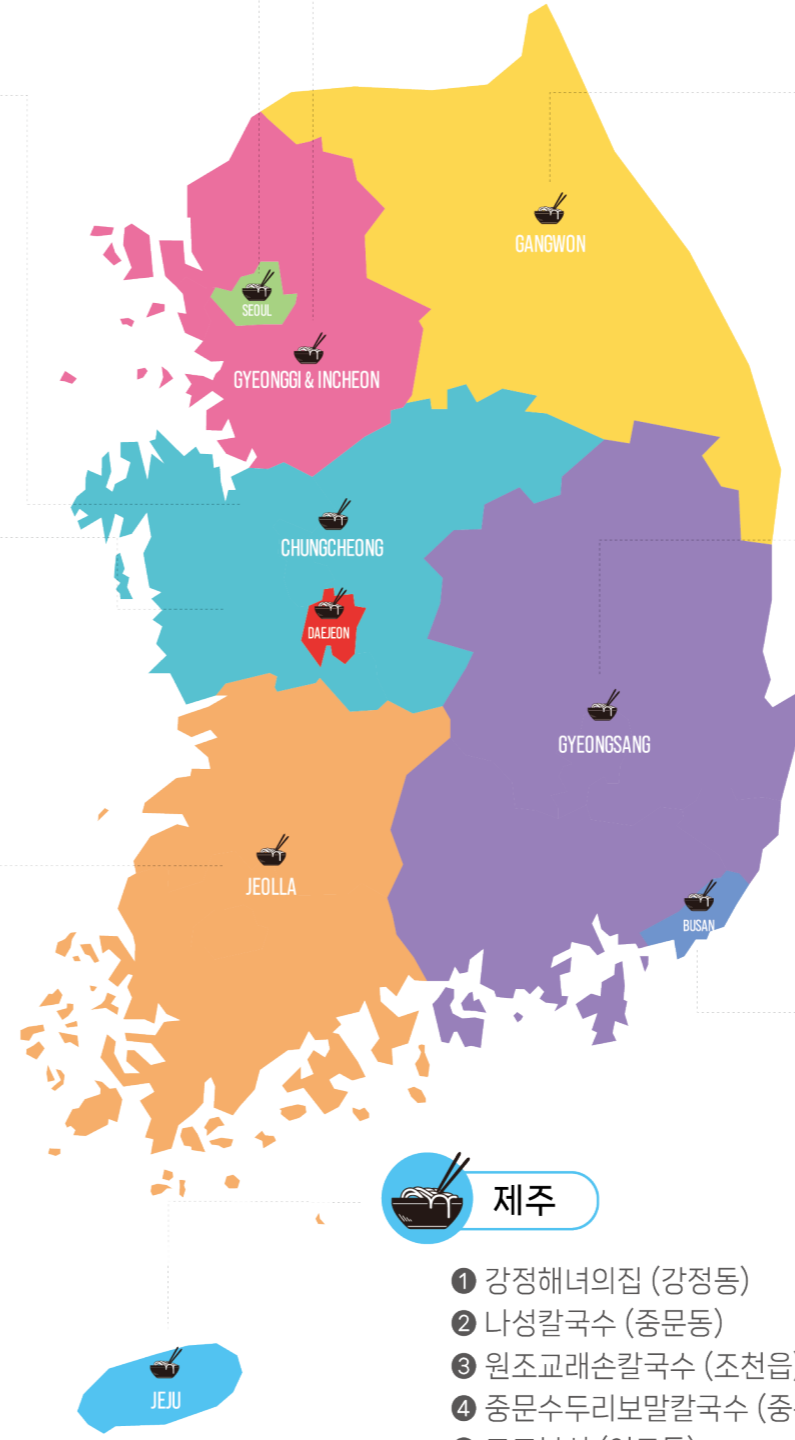 GANGWON
SEOUL
GYEONGGI & INCHEON
CHUNGCHEONG
DAEJEON
GYEONGSANG
JEOLLA
BUSAN
제주
❶ 강정해녀의집 (강정동)
❷ 나성칼국수 (중문동)
❸ 원조교래손칼국수 (조천읍)
❹ 중문수두리보말칼국수
JEJU